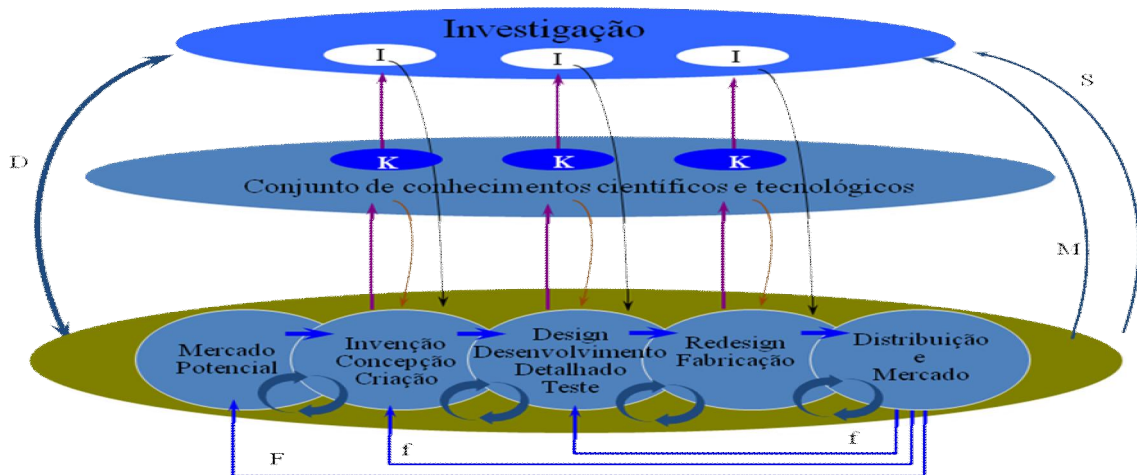 Investigação
I
I
I
S
D
K
K
K
Conjunto de conhecimentos científicos e tecnológicos
M
Mercado
Potencial
Invenção
Concepção
Criação
Design
Desenvolvimento
Detalhado
Teste
Redesign
Fabricação
Distribuição
e
Mercado
F
f
f